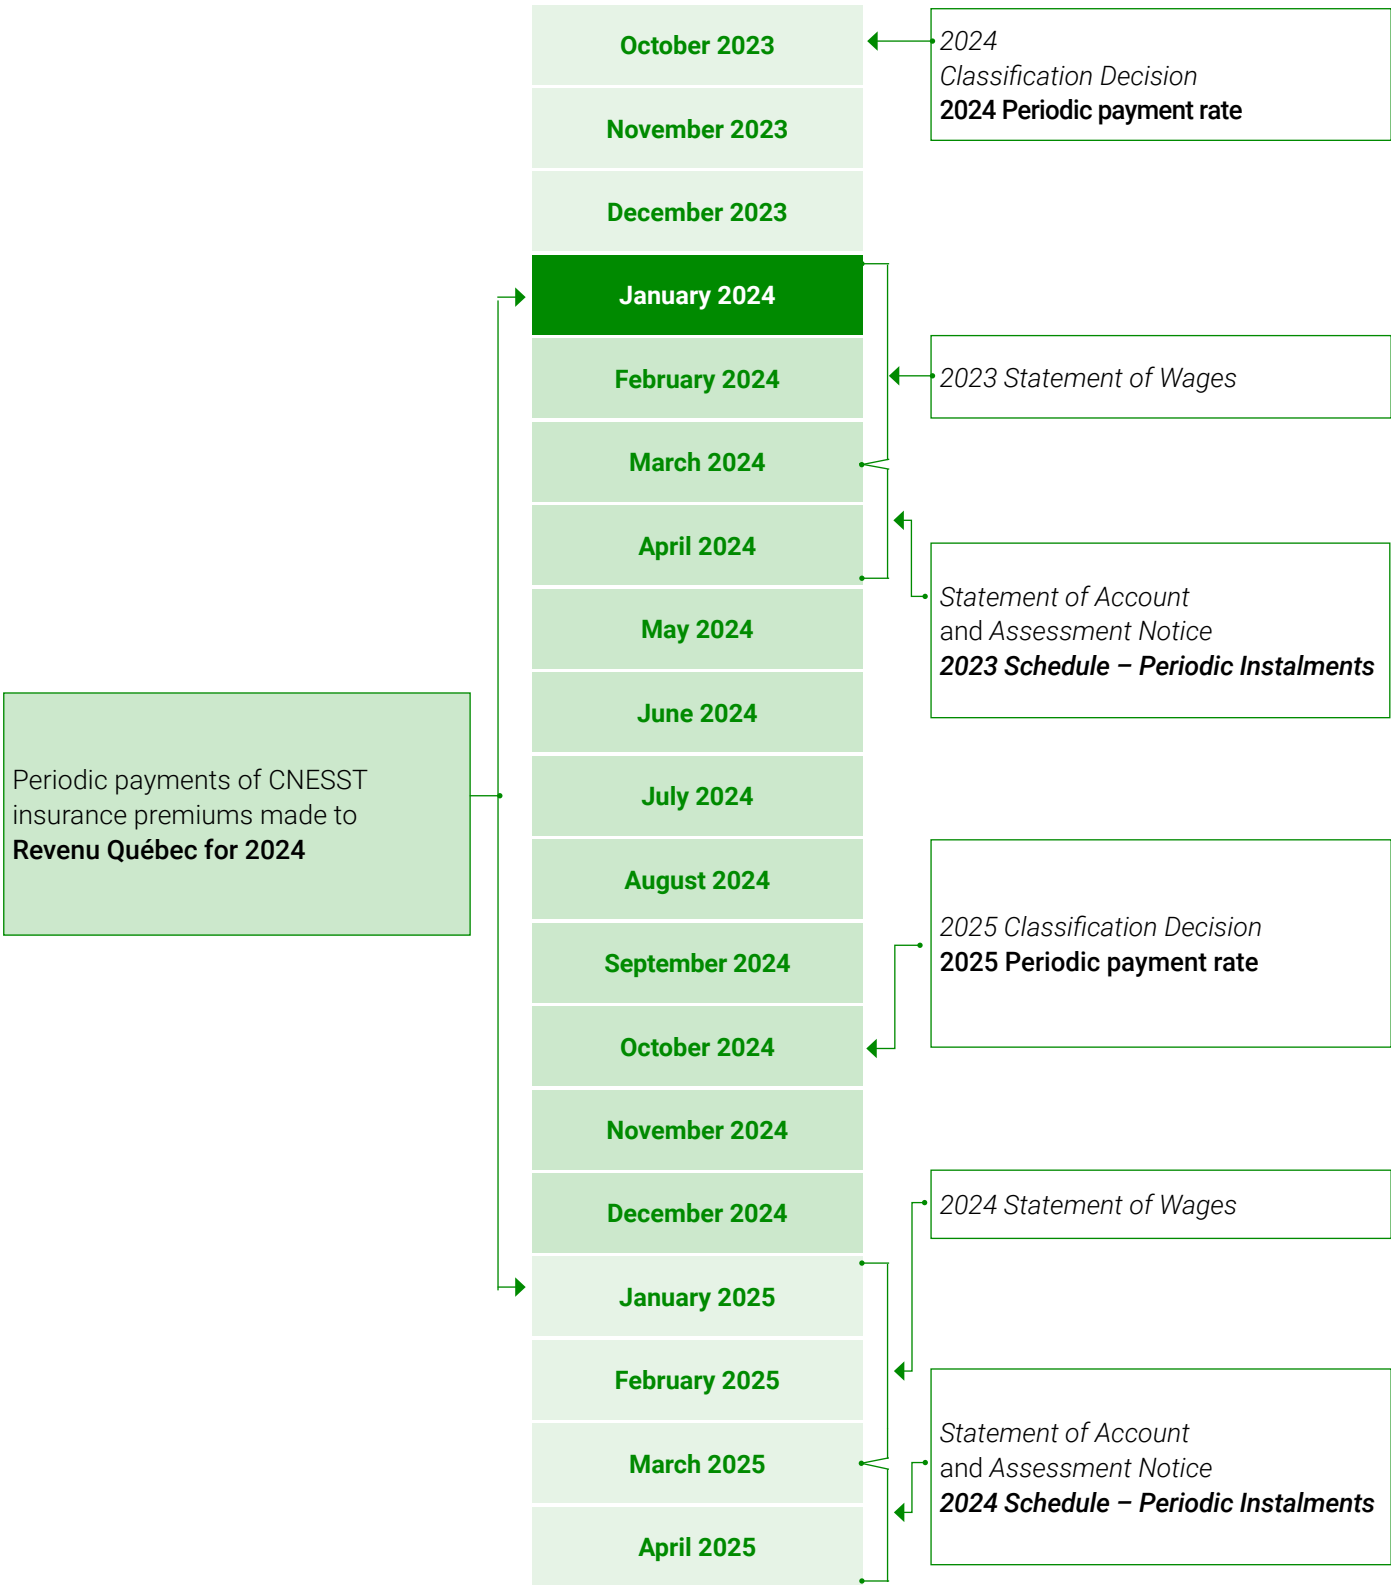 October 2023
2024
Classification Decision
2024 Periodic payment rate
November 2023
December 2023
January 2024
February 2024
2023 Statement of Wages
March 2024
April 2024
Statement of Account
and Assessment Notice
2023 Schedule – Periodic Instalments
May 2024
June 2024
July 2024
Periodic payments of CNESST
insurance premiums made to
Revenu Québec for 2024
August 2024
September 2024
2025 Classification Decision
2025 Periodic payment rate
October 2024
November 2024
December 2024
2024 Statement of Wages
January 2025
February 2025
March 2025
Statement of Account
and Assessment Notice
2024 Schedule – Periodic Instalments
April 2025